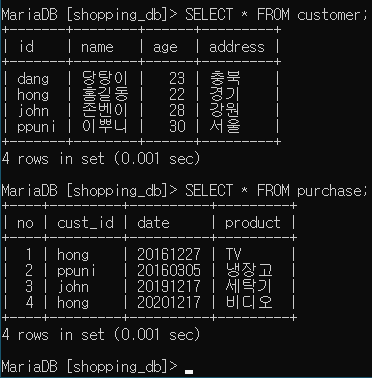 MariaDB [shopping_db]> SELECT * FROM customer;
+-------+--------+------+---------+
| id    | name   | age  | address |
+-------+--------+------+---------+
| dang  | 당탕이 |   23 | 충북    |
| hong  | 홍길동 |   22 | 경기    |
| john  | 존벤이 |   28 | 강원    |
| ppuni | 이뿌니 |   30 | 서울    |
+-------+--------+------+---------+
4 rows in set (0.001 sec)

MariaDB [shopping_db]> SELECT * FROM purchase;
+----+---------+----------+---------+
| no | cust_id | date     | product |
+----+---------+----------+---------+
|  1 | hong    | 20161227 | TV      |
|  2 | ppuni   | 20160305 | 냉장고  |
|  3 | john    | 20191217 | 세탁기  |
|  4 | hong    | 20201217 | 비디오  |
+----+---------+----------+---------+
4 rows in set (0.001 sec)

MariaDB [shopping_db]>